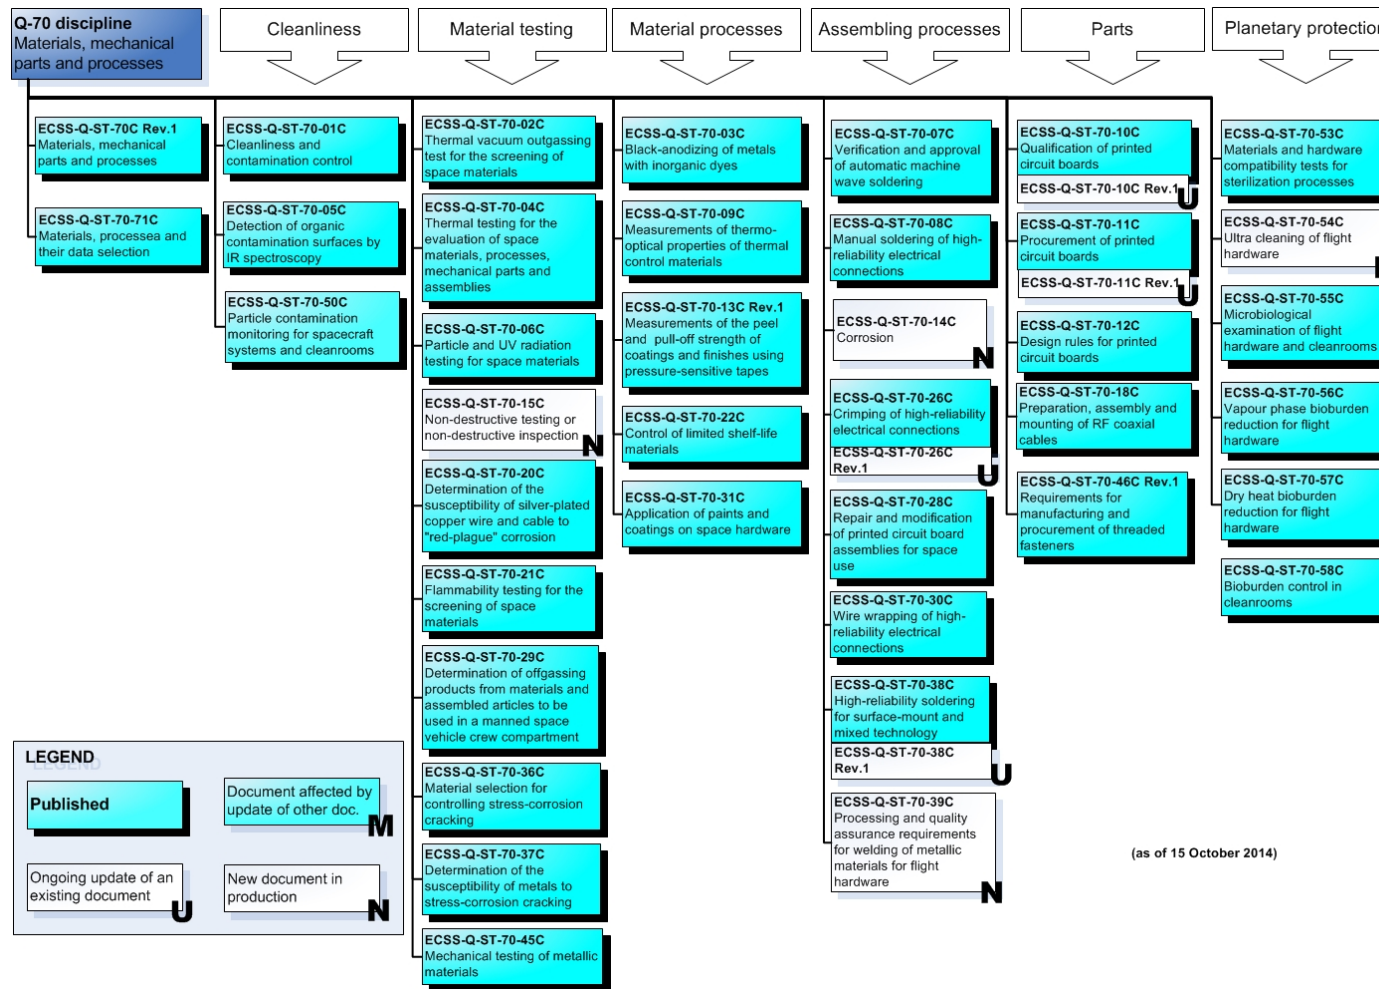 Q-70 discipline
Materials, mechanical
parts and processes
Cleanliness
Material testing
Material processes
Assembling processes
Parts
Planetary protection
ECSS-Q-ST-70C Rev.1
Materials, mechanical
parts and processes
ECSS-Q-ST-70-71C
Materials, processea and
their data selection
ECSS-Q-ST-70-01C
Cleanliness and
contamination control
ECSS-Q-ST-70-05C
Detection of organic
contamination surfaces by
IR spectroscopy
ECSS-Q-ST-70-50C
Particle contamination
monitoring for spacecraft
systems and cleanrooms
ECSS-Q-ST-70-02C
Thermal vacuum outgassing
test for the screening of
space materials
ECSS-Q-ST-70-04C
Thermal testing for the
evaluation of space
materials, processes,
mechanical parts and
assemblies
ECSS-Q-ST-70-06C
Particle and UV radiation
testing for space materials
ECSS-Q-ST-70-15C
Non-destructive testing or
non-destructive inspection
N
ECSS-Q-ST-70-20C
Determination of the
susceptibility of silver-plated
copper wire and cable to
"red-plague" corrosion
ECSS-Q-ST-70-21C
Flammability testing for the
screening of space
materials
ECSS-Q-ST-70-29C
Determination of offgassing
products from materials and
assembled articles to be
used in a manned space
vehicle crew compartment
ECSS-Q-ST-70-36C
Material selection for
controlling stress-corrosion
cracking
ECSS-Q-ST-70-37C
Determination of the
susceptibility of metals to
stress-corrosion cracking
ECSS-Q-ST-70-45C
Mechanical testing of metallic
materials
ECSS-Q-ST-70-03C
Black-anodizing of metals
with inorganic dyes
ECSS-Q-ST-70-09C
Measurements of thermo-
optical properties of thermal
control materials
ECSS-Q-ST-70-13C Rev.1
Measurements of the peel
and pull-off strength of
coatings and finishes using
pressure-sensitive tapes
ECSS-Q-ST-70-22C
Control of limited shelf-life
materials
ECSS-Q-ST-70-31C
Application of paints and
coatings on space hardware
ECSS-Q-ST-70-07C
Verification and approval
of automatic machine
wave soldering
ECSS-Q-ST-70-08C
Manual soldering of high-
reliability electrical
connections
ECSS-Q-ST-70-14C
Corrosion
N
ECSS-Q-ST-70-26C
Crimping of high-reliability
electrical connections
ECSS-Q-ST-70-26C
Rev.1
U
ECSS-Q-ST-70-28C
Repair and modification
of printed circuit board
assemblies for space
use
ECSS-Q-ST-70-30C
Wire wrapping of high-
reliability electrical
connections
ECSS-Q-ST-70-38C
High-reliability soldering
for surface-mount and
mixed technology
ECSS-Q-ST-70-38C
Rev.1
U
ECSS-Q-ST-70-39C
Processing and quality
assurance requirements
for welding of metallic
materials for flight
hardware
N
ECSS-Q-ST-70-10C
Qualification of printed
circuit boards
ECSS-Q-ST-70-10C Rev.1
U
ECSS-Q-ST-70-11C
Procurement of printed
circuit boards
ECSS-Q-ST-70-11C Rev.1
U
ECSS-Q-ST-70-12C
Design rules for printed
circuit boards
ECSS-Q-ST-70-18C
Preparation, assembly and
mounting of RF coaxial
cables
ECSS-Q-ST-70-46C Rev.1
Requirements for
manufacturing and
procurement of threaded
fasteners
ECSS-Q-ST-70-53C
Materials and hardware
compatibility tests for
sterilization processes
ECSS-Q-ST-70-54C
Ultra cleaning of flight
hardware
ECSS-Q-ST-70-55C
Microbiological
examination of flight
hardware and cleanrooms
ECSS-Q-ST-70-56C
Vapour phase bioburden
reduction for flight
hardware
ECSS-Q-ST-70-57C
Dry heat bioburden
reduction for flight
hardware
ECSS-Q-ST-70-58C
Bioburden control in
cleanrooms
LEGEND
Published
Document affected by
update of other doc.
M
Ongoing update of an
existing document
U
New document in
production
N
(as of 15 October 2014)